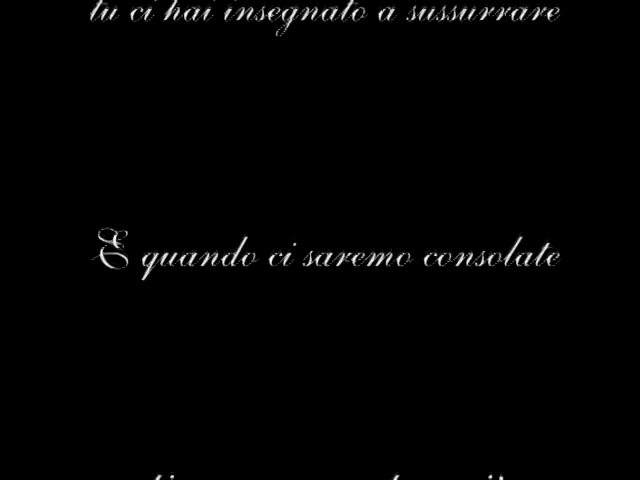 tu ci hai insegnato a sussurrare
E quando ci saremo consolate